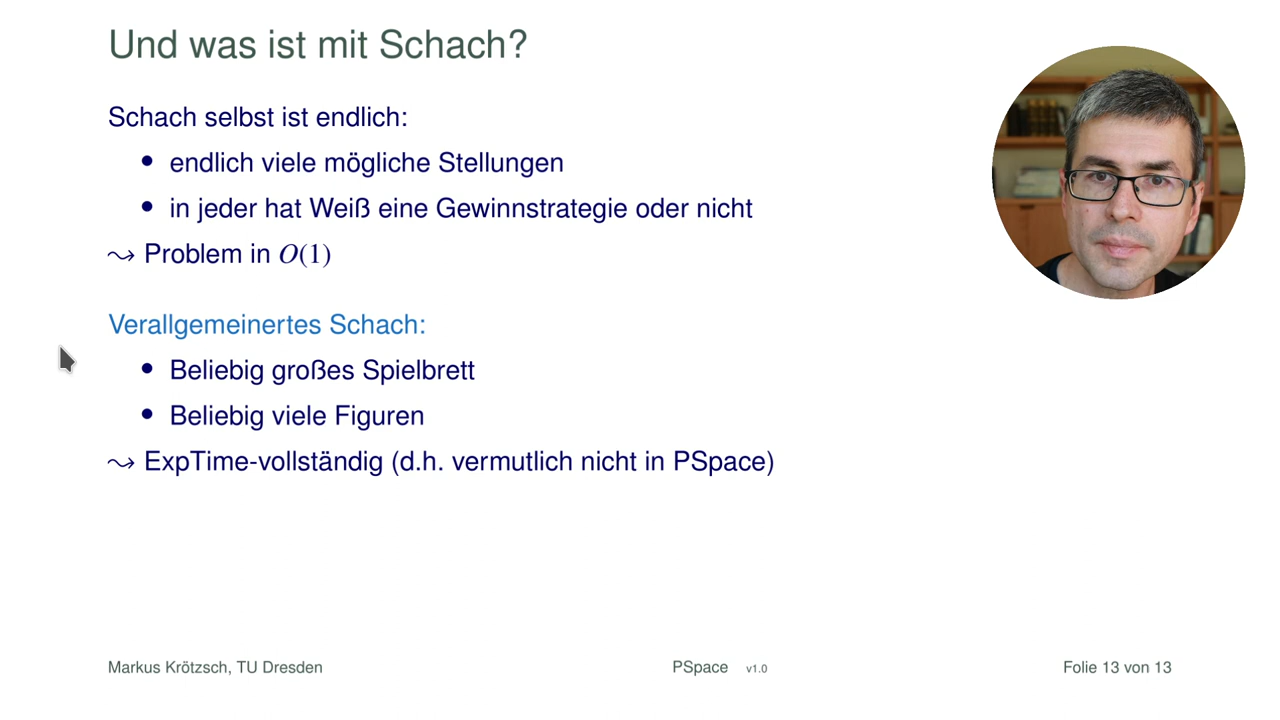 Und was ist mit Schach?
Schach selbst ist endlich:
• endlich viele mögliche Stellungen
• in jeder hat Weiß eine Gewinnstrategie oder nicht
⇝ Problem in O(1)
Verallgemeinertes Schach:
• Beliebig großes Spielbrett
• Beliebig viele Figuren
⇝ ExpTime-vollständig (d.h. vermutlich nicht in PSpace)
Markus Krötzsch, TU Dresden PSpace v1.0 Folie 13 von 13